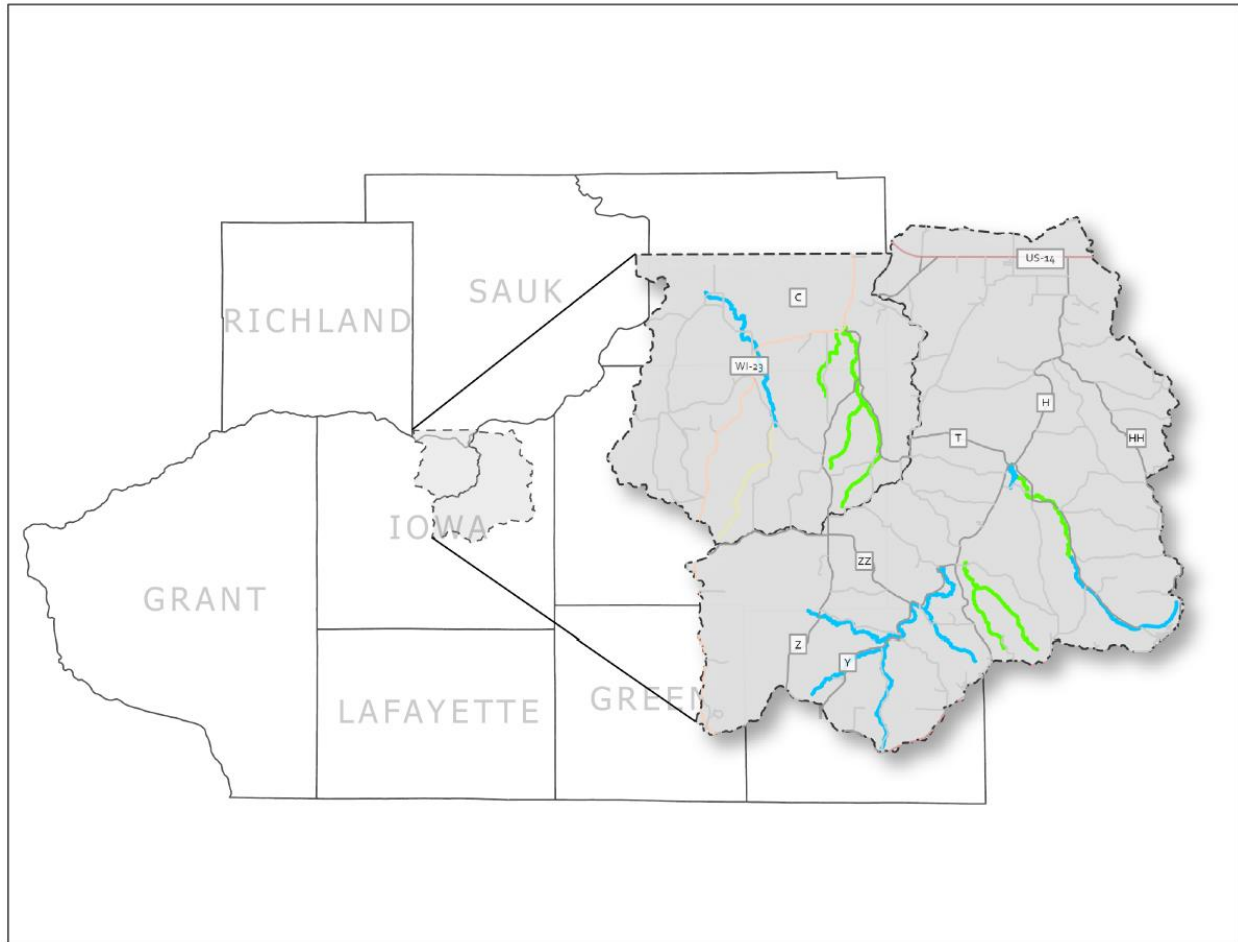 US-14
SAUK
C
RICHLAND
WI-23
H
T
HH
IOWA
ZZ
GRANT
Z
Y
GREEN
LAFAYETTE